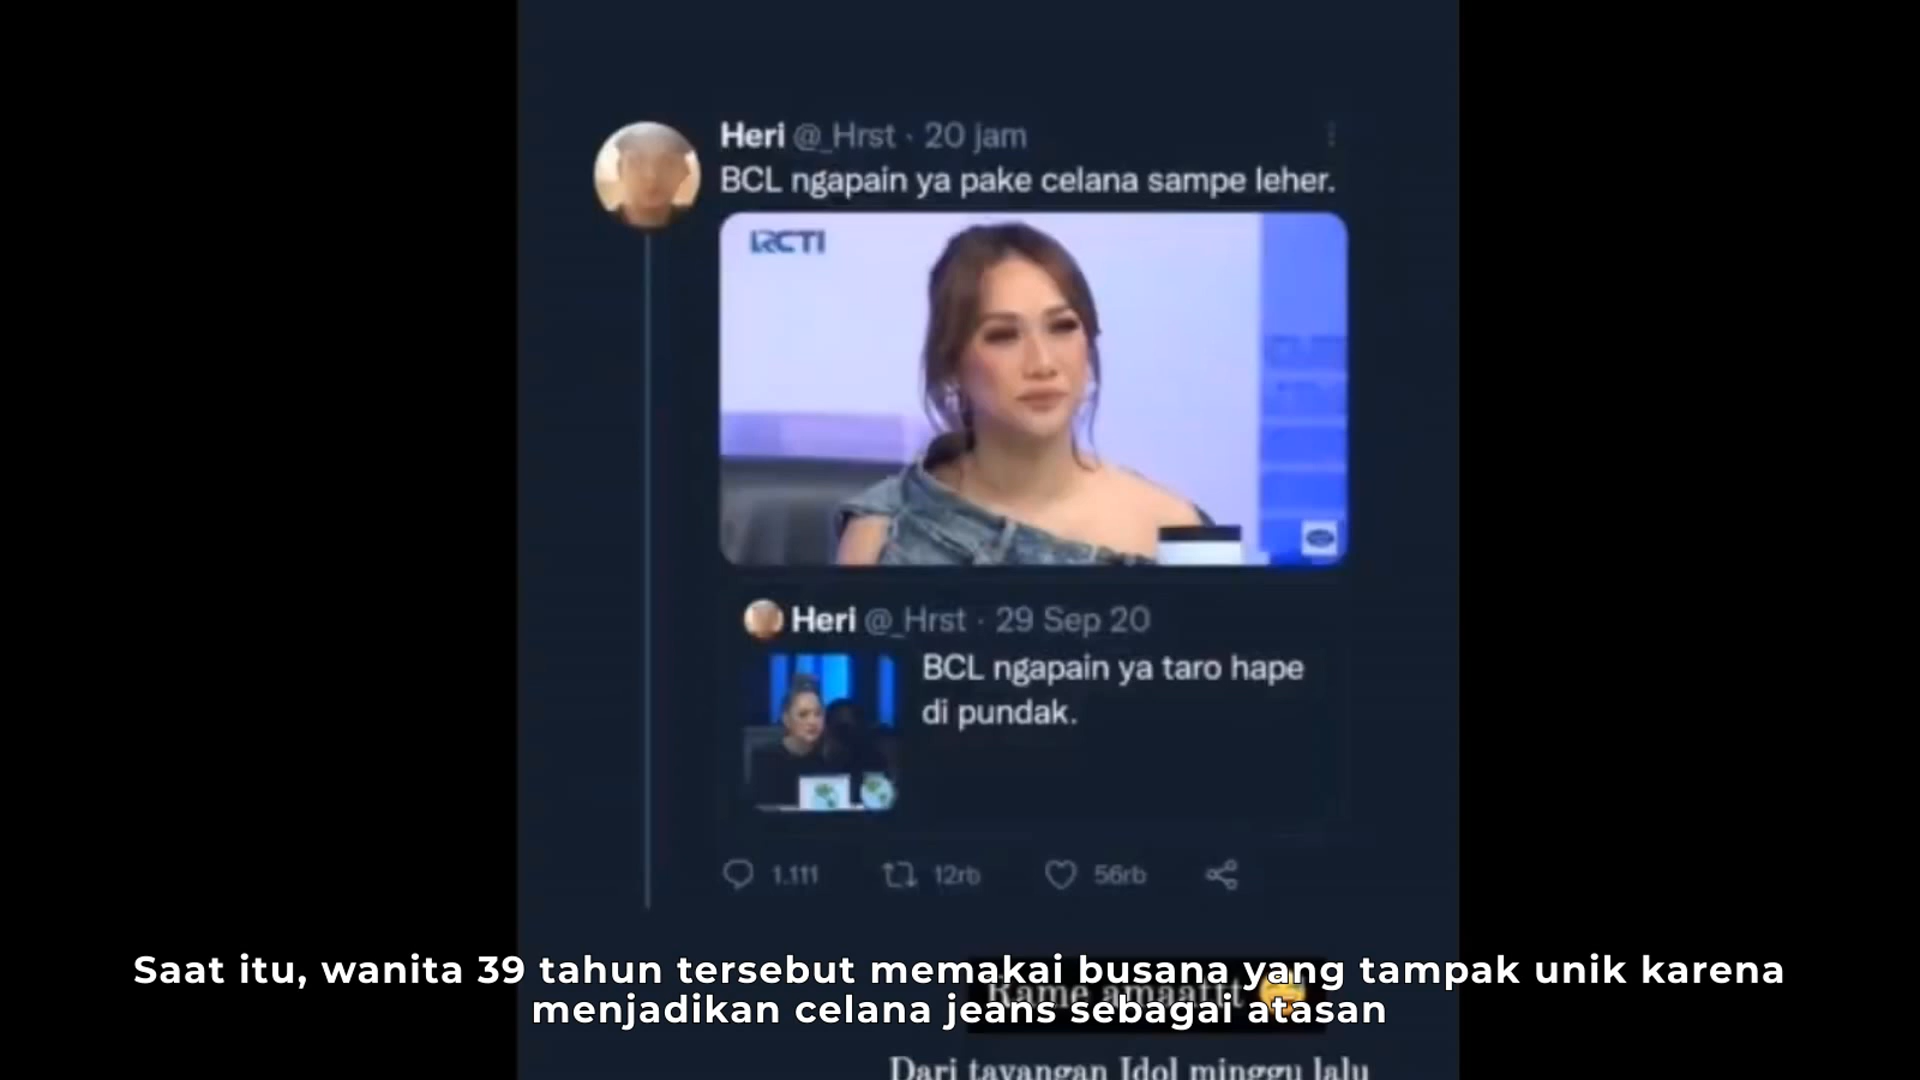 Heri @_Hrst · 20 jam
BCL ngapain ya pake celana sampe leher.
RCTI
Heri @_Hrst · 29 Sep 20
BCL ngapain ya taro hape
di pundak.
1.111 12rb 56rb
Saat itu, wanita 39 tahun tersebut memakai busana yang tampak unik karena
menjadikan celana jeans sebagai atasan
Rame amaattt 😄
Dari tayangan Idol minggu lalu